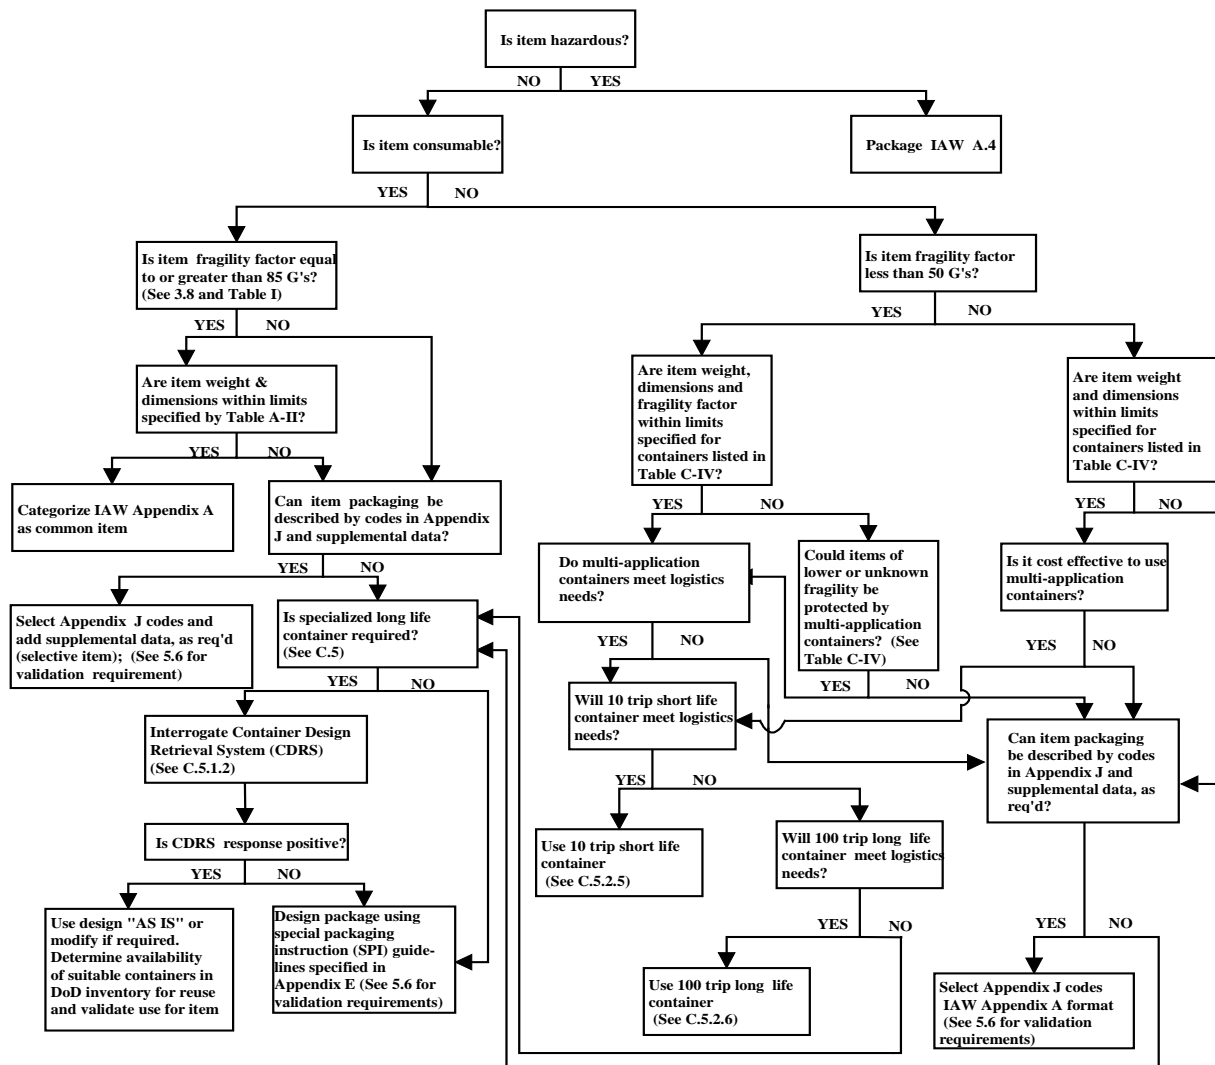 Is item hazardous?
NO
YES
Is item consumable?
Package IAW A.4
YES
NO
Is item fragility factor equal
to or greater than 85 G's?
(See 3.8 and Table I)
Is item fragility factor
less than 50 G's?
YES
NO
YES
NO
Are item weight &
dimensions within limits
specified by Table A-II?
Are item weight,
dimensions and
fragility factor
within limits
specified for
containers listed in
Table C-IV?
Are item weight
and dimensions
within limits
specified for
containers listed in
Table C-IV?
YES
NO
Categorize IAW Appendix A
as common item
Can item packaging be
described by codes in Appendix
J and supplemental data?
YES
NO
YES
NO
Do multi-application
containers meet logistics
needs?
Could items of
lower or unknown
fragility be
protected by
multi-application
containers? (See
Table C-IV)
Is it cost effective to use
multi-application
containers?
YES
NO
Select Appendix J codes and
add supplemental data, as req'd
(selective item); (See 5.6 for
validation requirement)
Is specialized long life
container required?
(See C.5)
YES
NO
YES
NO
YES
NO
YES
NO
Interrogate Container Design
Retrieval System (CDRS)
(See C.5.1.2)
Will 10 trip short life
container meet logistics
needs?
Can item packaging
be described by codes
in Appendix J and
supplemental data, as
req'd?
YES
NO
Is CDRS response positive?
Use 10 trip short life
container
(See C.5.2.5)
Will 100 trip long life
container meet logistics
needs?
YES
NO
YES
NO
YES
NO
Use design "AS IS" or
modify if required.
Determine availability
of suitable containers in
DoD inventory for reuse
and validate use for item
Design package using
special packaging
instruction (SPI) guide-
lines specified in
Appendix E (See 5.6 for
validation requirements)
Use 100 trip long life
container
(See C.5.2.6)
Select Appendix J codes
IAW Appendix A format
(See 5.6 for validation
requirements)